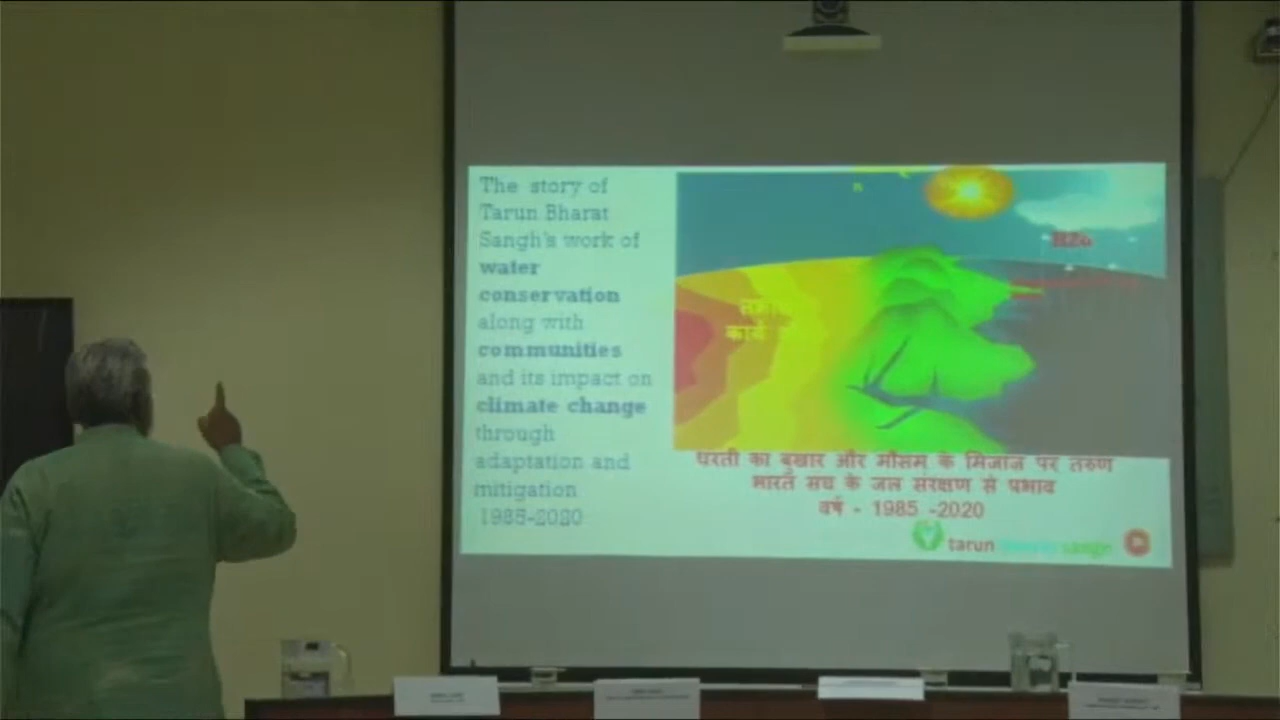 The story of
Tarun Bharat
Sangh's work of
water
conservation
along with
communities
and its impact on
climate change
through
adaptation and
mitigation
1985-2020
H2o
कार्य
धरती का बुखार और मौसम के मिजाज पर तरुण
भारत संघ के जल संरक्षण से प्रभाव
वर्ष - 1985 -2020
tarun bharat sangh